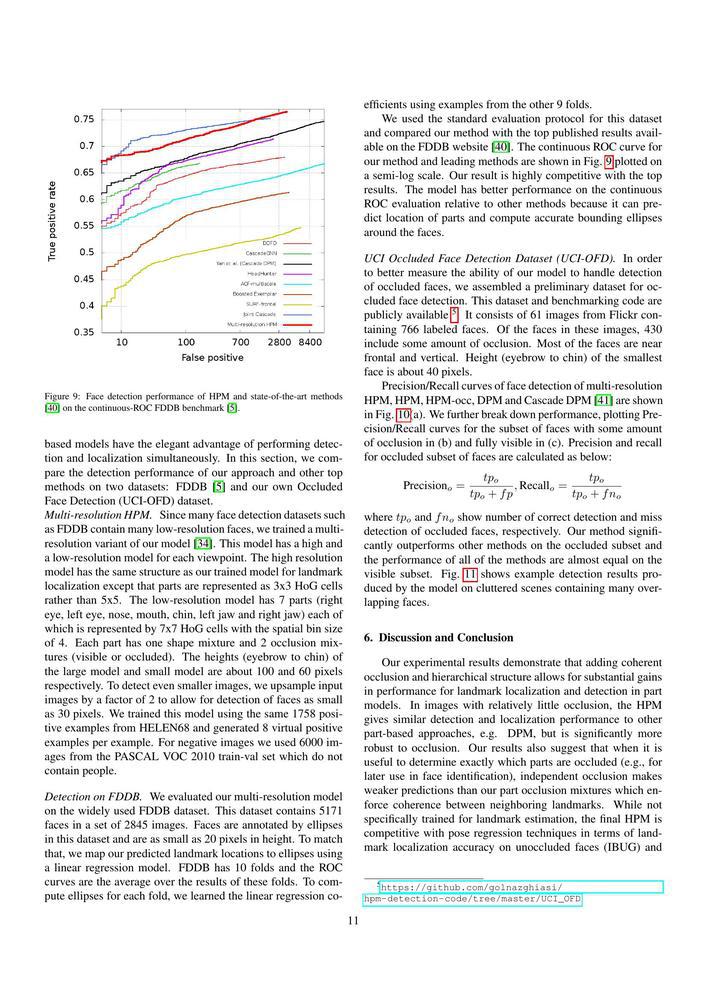 0.75
0.7
0.65
0.6
0.55
0.5
0.45
0.4
0.35
True positive rate
10
70
700
2800
8400
False positive
CascadeCNN
Yan et al. (Cascade DPM)
HeadHunter
ACF-multiscale
Boosted Exemplar
SURF-frontal
Joint Cascade
Multi-resolution HPM
Figure 9: Face detection performance of HPM and state-of-the-art methods
[40] on the continuous-ROC FDDB benchmark [5].
based models have the elegant advantage of performing detec-
tion and localization simultaneously. In this section, we com-
pare the detection performance of our approach and other top
methods on two datasets: FDDB [5] and our own Occluded
Face Detection (UCI-OFD) dataset.
Multi-resolution HPM. Since many face detection datasets such
as FDDB contain many low-resolution faces, we trained a multi-
resolution variant of our model [34]. This model has a high and
a low-resolution model for each viewpoint. The high resolution
model has the same structure as our trained model for landmark
localization except that parts are represented as 3x3 HoG cells
rather than 5x5. The low-resolution model has 7 parts (right
eye, left eye, nose, mouth, chin, left jaw and right jaw) each of
which is represented by 7x7 HoG cells with the spatial bin size
of 4. Each part has one shape mixture and 2 occlusion mix-
tures (visible or occluded). The heights (eyebrow to chin) of
the large model and small model are about 100 and 60 pixels
respectively. To detect even smaller images, we upsample input
images by a factor of 2 to allow for detection of faces as small
as 30 pixels. We trained this model using the same 1758 posi-
tive examples from HELEN68 and generated 8 virtual positive
examples per example. For negative images we used 6000 im-
ages from the PASCAL VOC 2010 train-val set which do not
contain people.
Detection on FDDB. We evaluated our multi-resolution model
on the widely used FDDB dataset. This dataset contains 5171
faces in a set of 2845 images. Faces are annotated by ellipses
in this dataset and are as small as 20 pixels in height. To match
that, we map our predicted landmark locations to ellipses using
a linear regression model. FDDB has 10 folds and the ROC
curves are the average over the results of these folds. To com-
pute ellipses for each fold, we learned the linear regression co-
efficients using examples from the other 9 folds.
We used the standard evaluation protocol for this dataset
and compared our method with the top published results avail-
able on the FDDB website [40]. The continuous ROC curve for
our method and leading methods are shown in Fig. 9 plotted on
a semi-log scale. Our result is highly competitive with the top
results. The model has better performance on the continuous
ROC evaluation relative to other methods because it can pre-
dict location of parts and compute accurate bounding ellipses
around the faces.
UCI Occluded Face Detection Dataset (UCI-OFD). In order
to better measure the ability of our model to handle detection
of occluded faces, we assembled a preliminary dataset for oc-
cluded face detection. This dataset and benchmarking code are
publicly available 5. It consists of 61 images from Flickr con-
taining 766 labeled faces. Of the faces in these images, 430
include some amount of occlusion. Most of the faces are near
frontal and vertical. Height (eyebrow to chin) of the smallest
face is about 40 pixels.
Precision/Recall curves of face detection of multi-resolution
HPM, HPM, HPM-occ, DPM and Cascade DPM [41] are shown
in Fig. 10(a). We further break down performance, plotting Pre-
cision/Recall curves for the subset of faces with some amount
of occlusion in (b) and fully visible in (c). Precision and recall
for occluded subset of faces are calculated as below:
Precision_o = tp_o / (tp_o + fp), Recall_o = tp_o / (tp_o + fn_o)
where tp_o and fn_o show number of correct detection and miss
detection of occluded faces, respectively. Our method signifi-
cantly outperforms other methods on the occluded subset and
the performance of all of the methods are almost equal on the
visible subset. Fig. 11 shows example detection results pro-
duced by the model on cluttered scenes containing many over-
lapping faces.
6. Discussion and Conclusion
Our experimental results demonstrate that adding coherent
occlusion and hierarchical structure allows for substantial gains
in performance for landmark localization and detection in part
models. In images with relatively little occlusion, the HPM
gives similar detection and localization performance to other
part-based approaches, e.g. DPM, but is significantly more
robust to occlusion. Our results also suggest that when it is
useful to determine exactly which parts are occluded (e.g., for
later use in face identification), independent occlusion makes
weaker predictions than our part occlusion mixtures which en-
force coherence between neighboring landmarks. While not
specifically trained for landmark estimation, the final HPM is
competitive with pose regression techniques in terms of land-
mark localization accuracy on unoccluded faces (IBUG) and
5https://github.com/golnazghiasi/
hpm-detection-code/tree/master/UCI_OFD
11